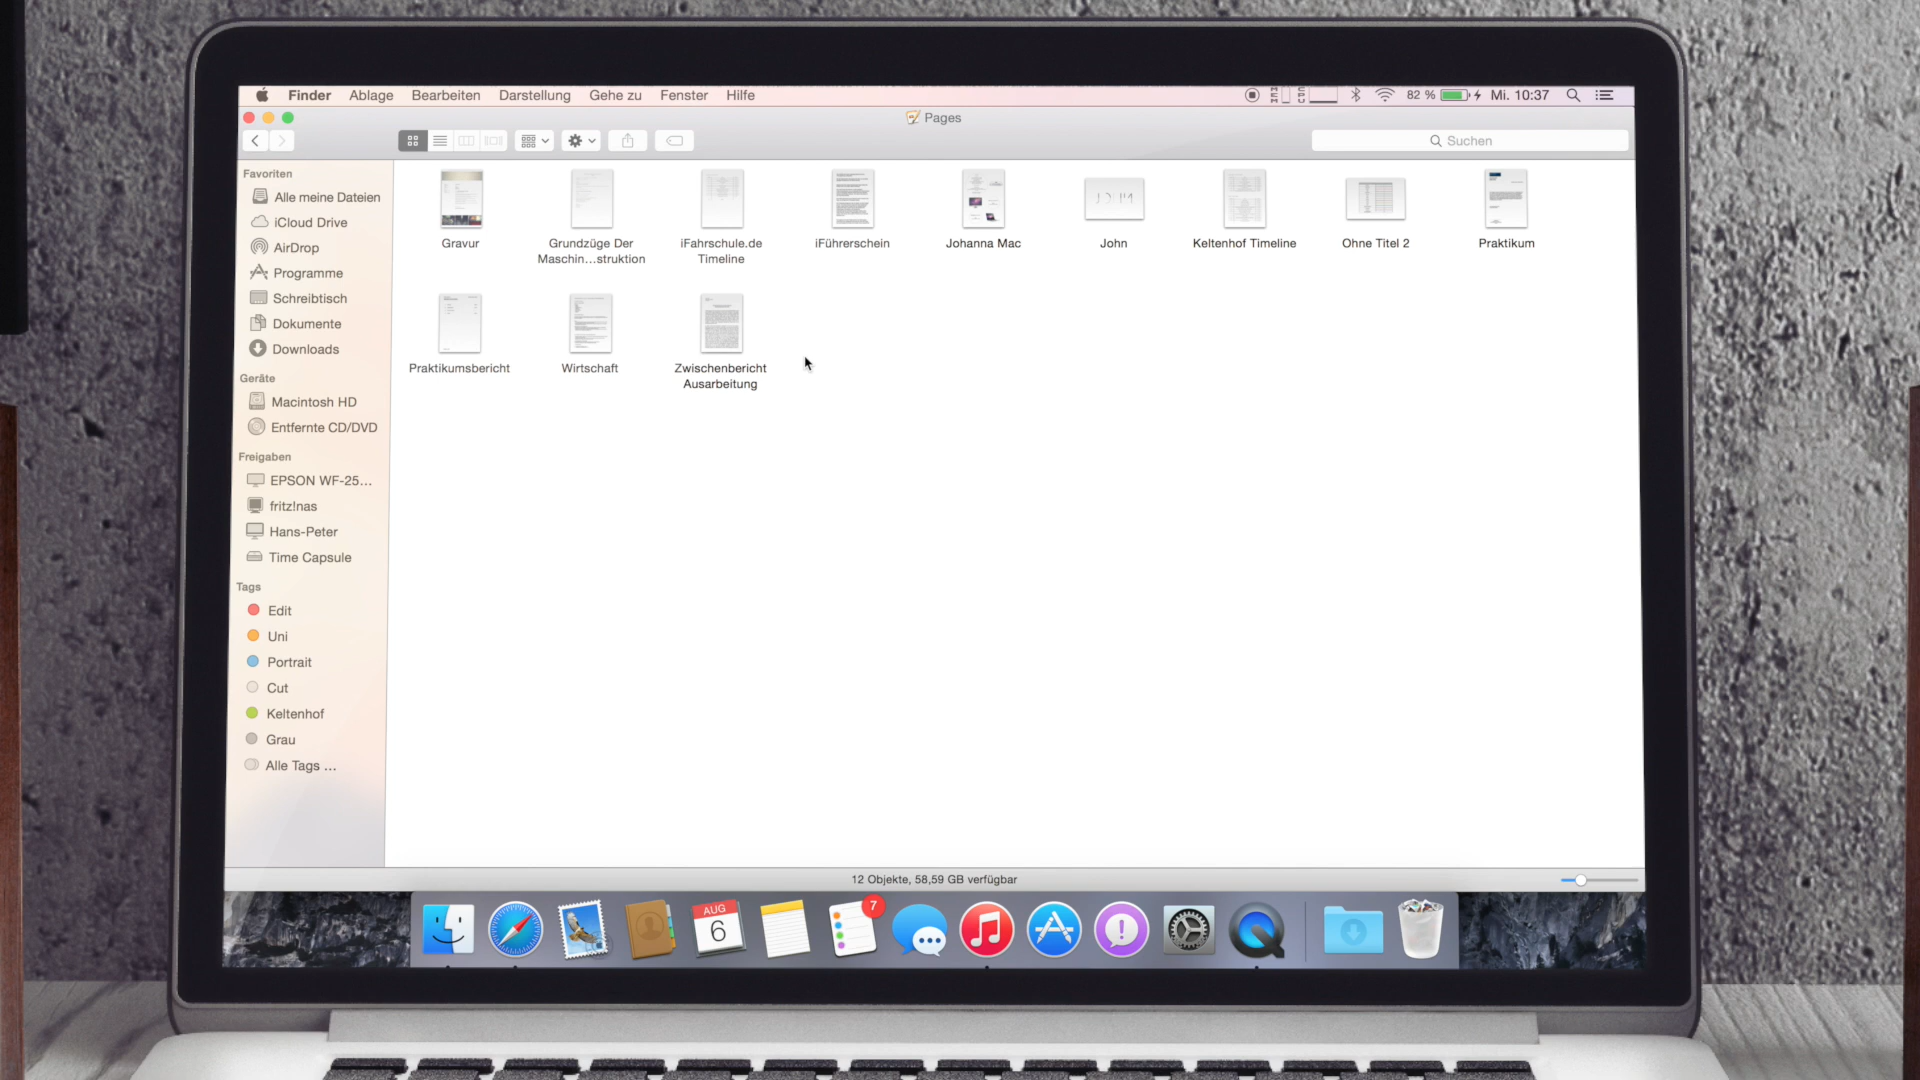 Finder Ablage Bearbeiten Darstellung Gehe zu Fenster Hilfe
82 % Mi. 10:37
Pages
Suchen
Favoriten
Alle meine Dateien
iCloud Drive
AirDrop
Programme
Schreibtisch
Dokumente
Downloads
Geräte
Macintosh HD
Entfernte CD/DVD
Freigaben
EPSON WF-25...
fritz!nas
Hans-Peter
Time Capsule
Tags
Edit
Uni
Portrait
Cut
Keltenhof
Grau
Alle Tags ...
Gravur
Grundzüge Der
Maschin...struktion
iFahrschule.de
Timeline
iFührerschein
Johanna Mac
John
Keltenhof Timeline
Ohne Titel 2
Praktikum
Praktikumsbericht
Wirtschaft
Zwischenbericht
Ausarbeitung
12 Objekte, 58,59 GB verfügbar
AUG
6
7